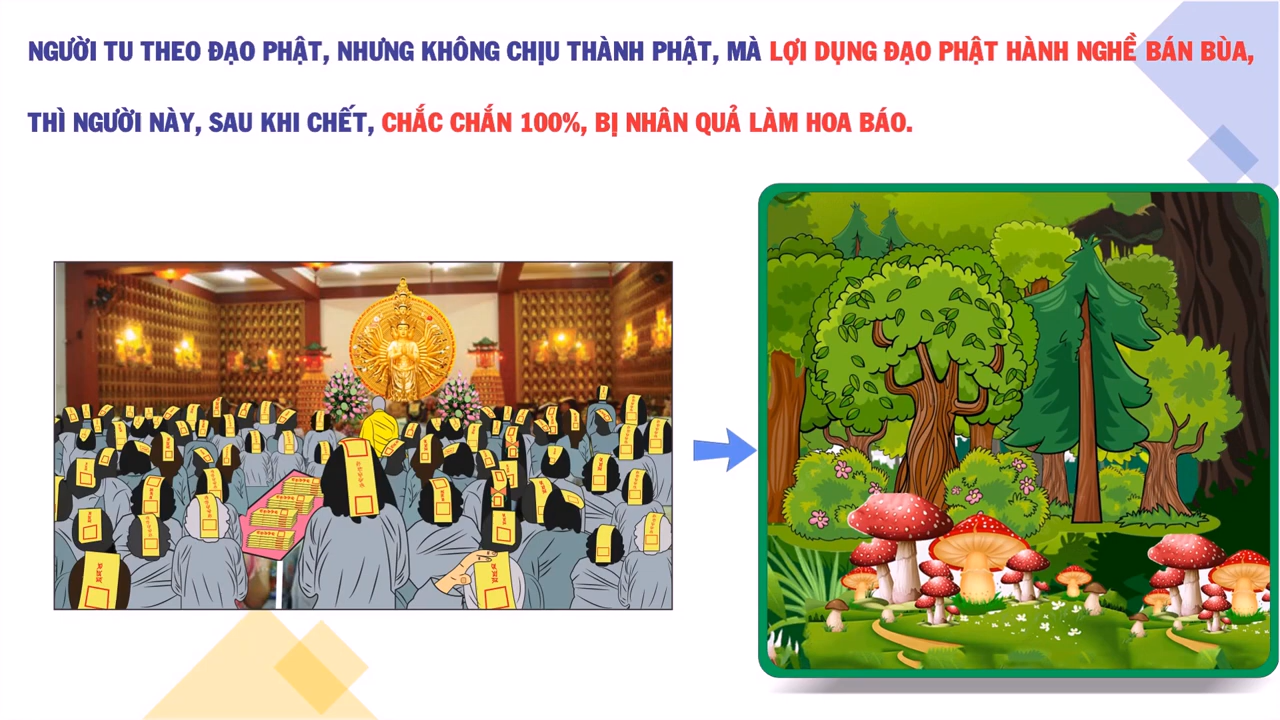 NGƯỜI TU THEO ĐẠO PHẬT, NHƯNG KHÔNG CHỊU THÀNH PHẬT, MÀ LỢI DỤNG ĐẠO PHẬT HÀNH NGHỀ BÁN BÙA,
THÌ NGƯỜI NÀY, SAU KHI CHẾT, CHẮC CHẮN 100%, BỊ NHÂN QUẢ LÀM HOA BÁO.